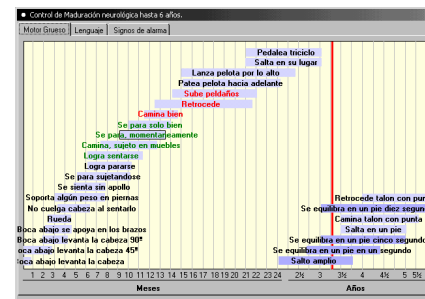 Control de Maduración neurológica hasta 6 años.
Motor Grueso Lenguaje Signos de alarma
Pedalea triciclo
Salta en su lugar
Lanza pelota por lo alto
Patea pelota hacia adelante
Sube peldaños
Retrocede
Camina bien
Se para solo bien
Se para, momentaneamente
Camina, sujeto en muebles
Logra sentarse
Logra pararse
Se para sujetandose
Se sienta sin apollo
Soporta algún peso en piernas
Retrocede talon con pun
No cuelga cabeza al sentarlo
Se equilibra en un pie diez segun
Rueda
Camina talon con punta
Boca abajo se apoya en los brazos
Salta en un pie
Boca abajo levanta la cabeza 90º
Se equilibra en un pie cinco segundo
oca abajo levanta la cabeza 45º
Se equilibra en un pie en un segundo
oca abajo levanta la cabeza
Salto amplio
1 2 3 4 5 6 7 8 9 10 11 12 13 14 15 16 17 18 19 20 21 22 23 24 2½ 3 3½ 4 4½ 5 5½
Meses Años